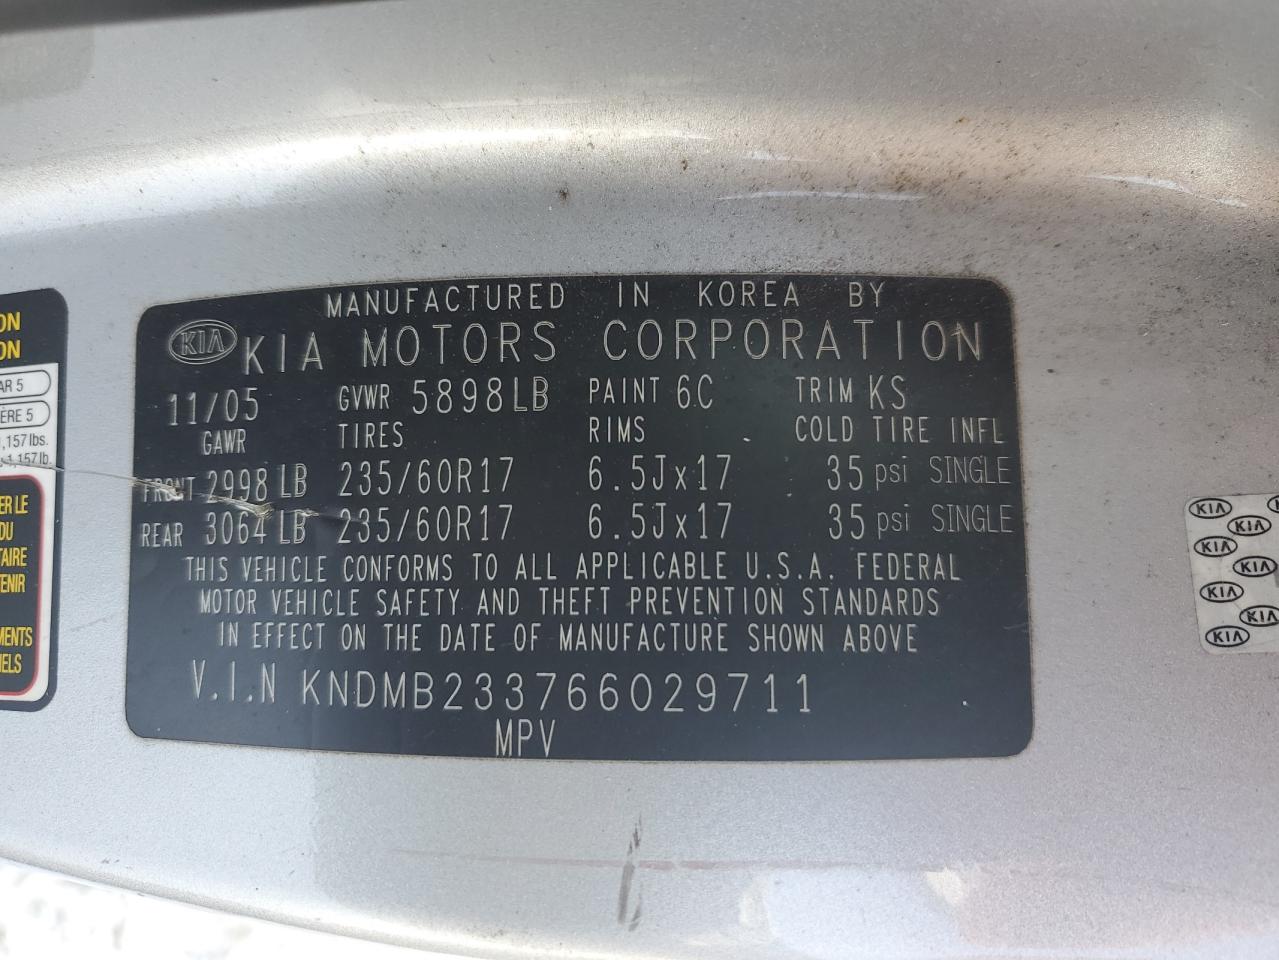 MANUFACTURED IN KOREA BY
KIA KIA MOTORS CORPORATION
11/05 GVWR 5898LB PAINT 6C TRIM KS
GAWR TIRES RIMS COLD TIRE INFL
FRONT 2998 LB 235/60R17 6.5Jx17 35 psi SINGLE
REAR 3064 LB 235/60R17 6.5Jx17 35 psi SINGLE
THIS VEHICLE CONFORMS TO ALL APPLICABLE U.S.A. FEDERAL
MOTOR VEHICLE SAFETY AND THEFT PREVENTION STANDARDS
IN EFFECT ON THE DATE OF MANUFACTURE SHOWN ABOVE
V.I.N KNDMB233766029711
MPV
ON
ON
AR 5
ÈRE 5
1,157 lbs.
1,157 lb.
ER LE
DU
TAIRE
TENIR
MENTS
IELS
KIA
KIA
KIA
KIA
KIA
KIA
KIA